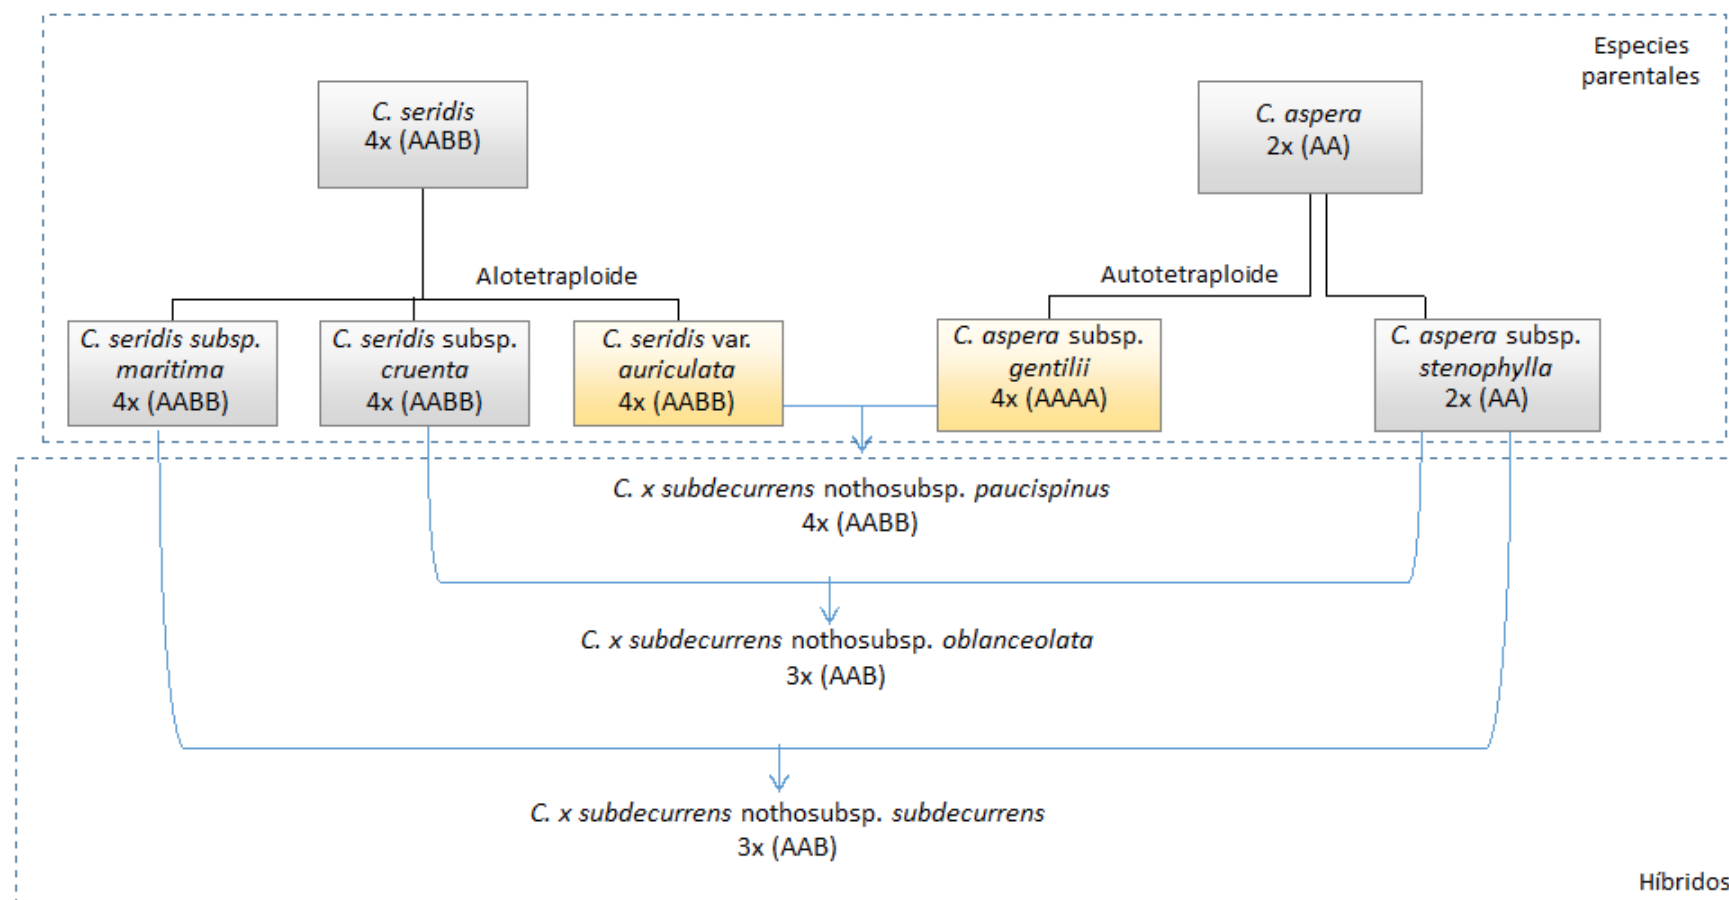 Especies
parentales
C. seridis
4x (AABB)
C. aspera
2x (AA)
Alotetraploide
Autotetraploide
C. seridis subsp.
maritima
4x (AABB)
C. seridis subsp.
cruenta
4x (AABB)
C. seridis var.
auriculata
4x (AABB)
C. aspera subsp.
gentilii
4x (AAAA)
C. aspera subsp.
stenophylla
2x (AA)
C. x subdecurrens nothosubsp. paucispinus
4x (AABB)
C. x subdecurrens nothosubsp. oblanceolata
3x (AAB)
C. x subdecurrens nothosubsp. subdecurrens
3x (AAB)
Híbridos